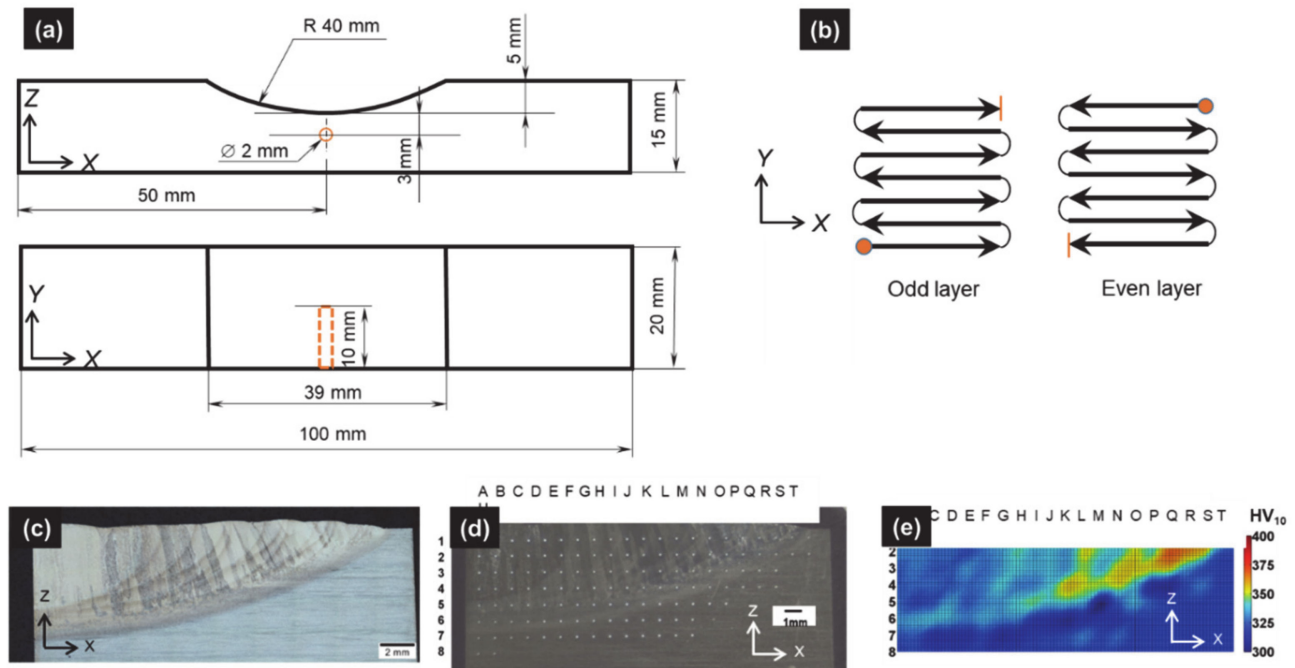 (a)
R 40 mm
5 mm
Z
X
Ø 2 mm
3 mm
15 mm
50 mm
Y
X
10 mm
20 mm
39 mm
100 mm
(b)
Y
X
Odd layer
Even layer
(c)
Z
X
2 mm
(d)
A B C D E F G H I J K L M N O P Q R S T
1
2
3
4
5
6
7
8
1mm
Z
X
(e)
C D E F G H I J K L M N O P Q R S T
HV10
2
3
4
5
6
7
8
Z
X
400
375
350
325
300